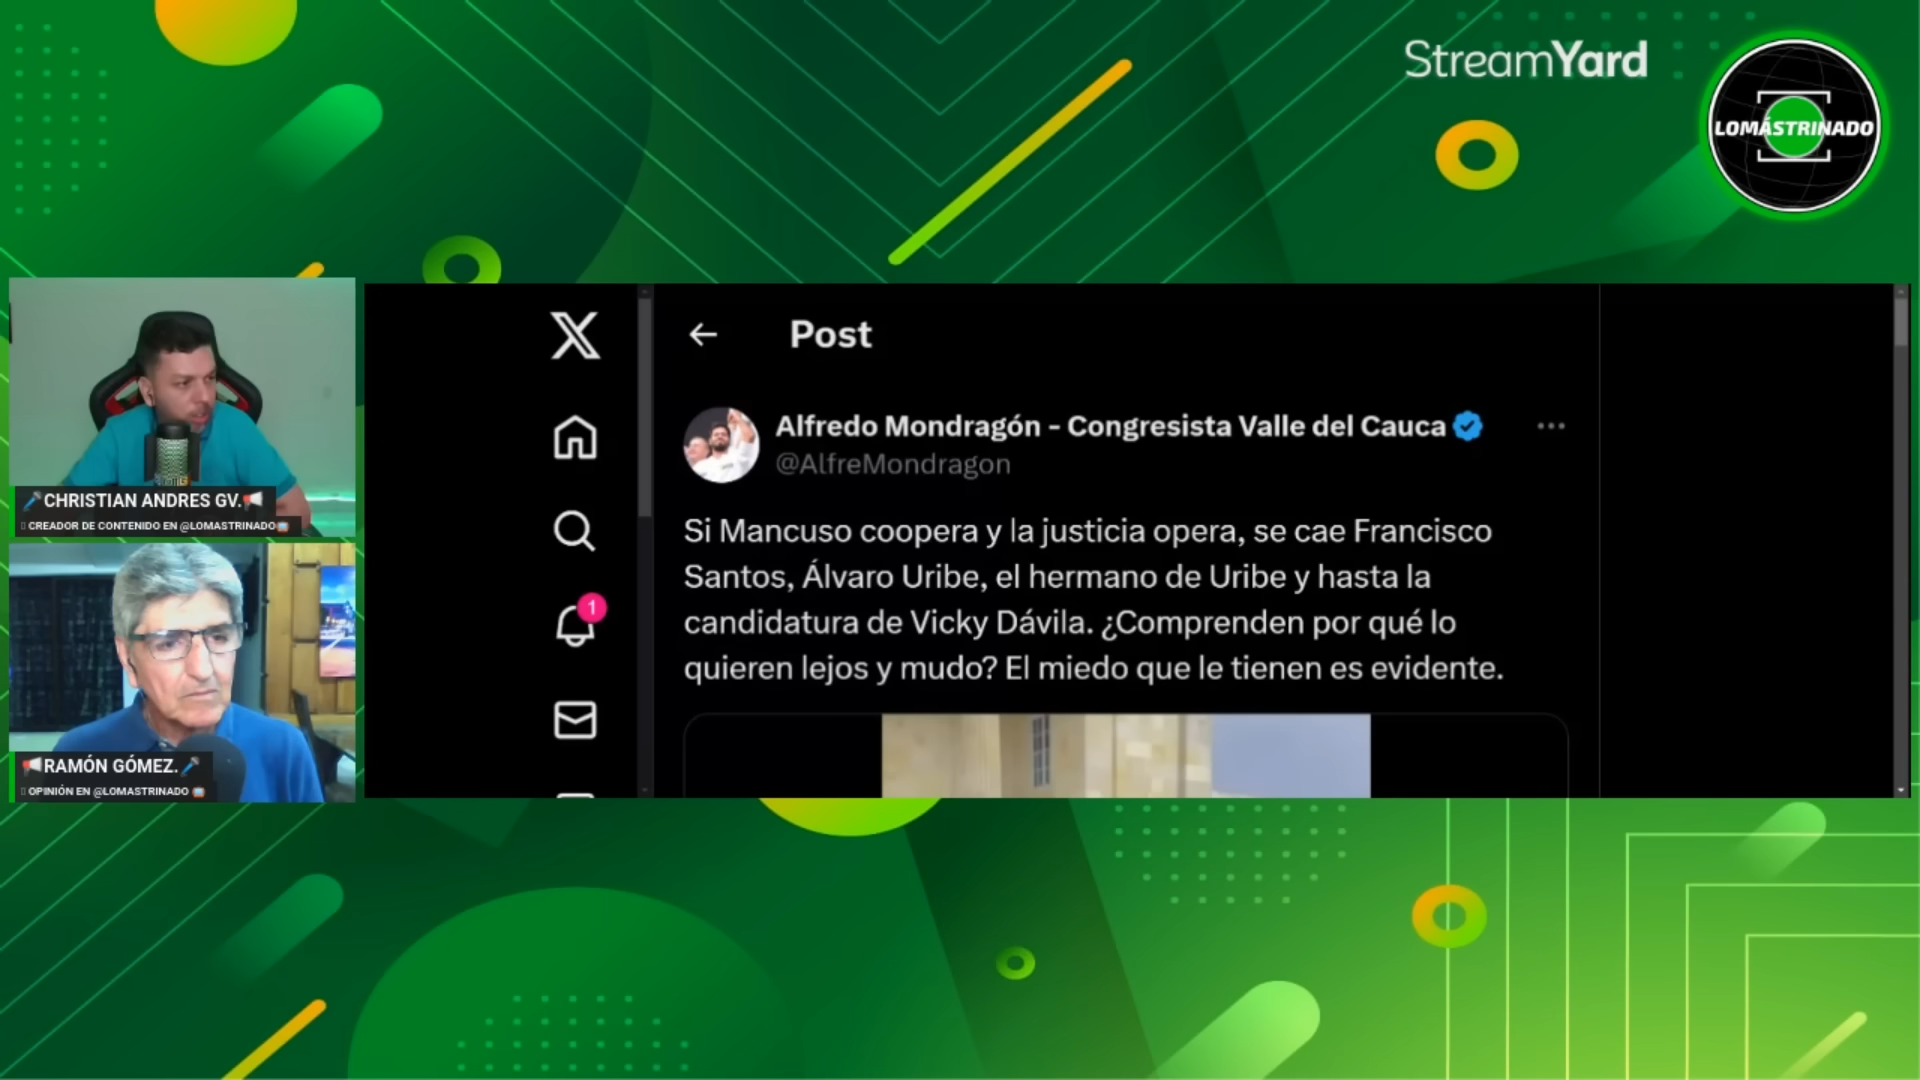 StreamYard
LOMÁSTRINADO
Post
Alfredo Mondragón - Congresista Valle del Cauca
@AlfreMondragon
Si Mancuso coopera y la justicia opera, se cae Francisco
Santos, Álvaro Uribe, el hermano de Uribe y hasta la
candidatura de Vicky Dávila. ¿Comprenden por qué lo
quieren lejos y mudo? El miedo que le tienen es evidente.
1
CHRISTIAN ANDRES GV.
CREADOR DE CONTENIDO EN @LOMASTRINADO
RAMÓN GÓMEZ.
OPINIÓN EN @LOMASTRINADO